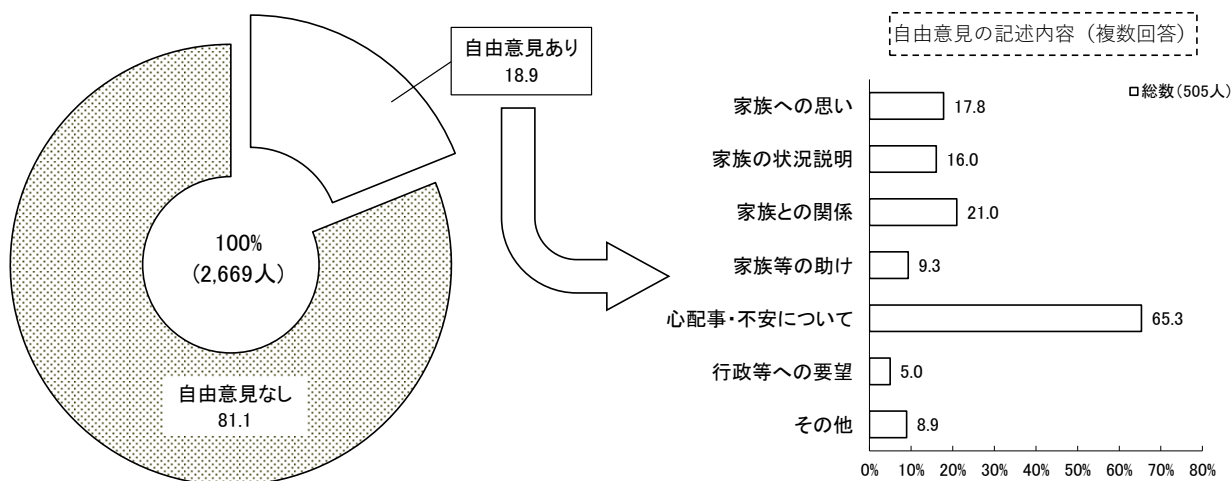 自由意見あり
18.9
100%
(2,669人)
自由意見なし
81.1
自由意見の記述内容（複数回答）
総数(505人)
家族への思い 17.8
家族の状況説明 16.0
家族との関係 21.0
家族等の助け 9.3
心配事・不安について 65.3
行政等への要望 5.0
その他 8.9
0% 10% 20% 30% 40% 50% 60% 70% 80%